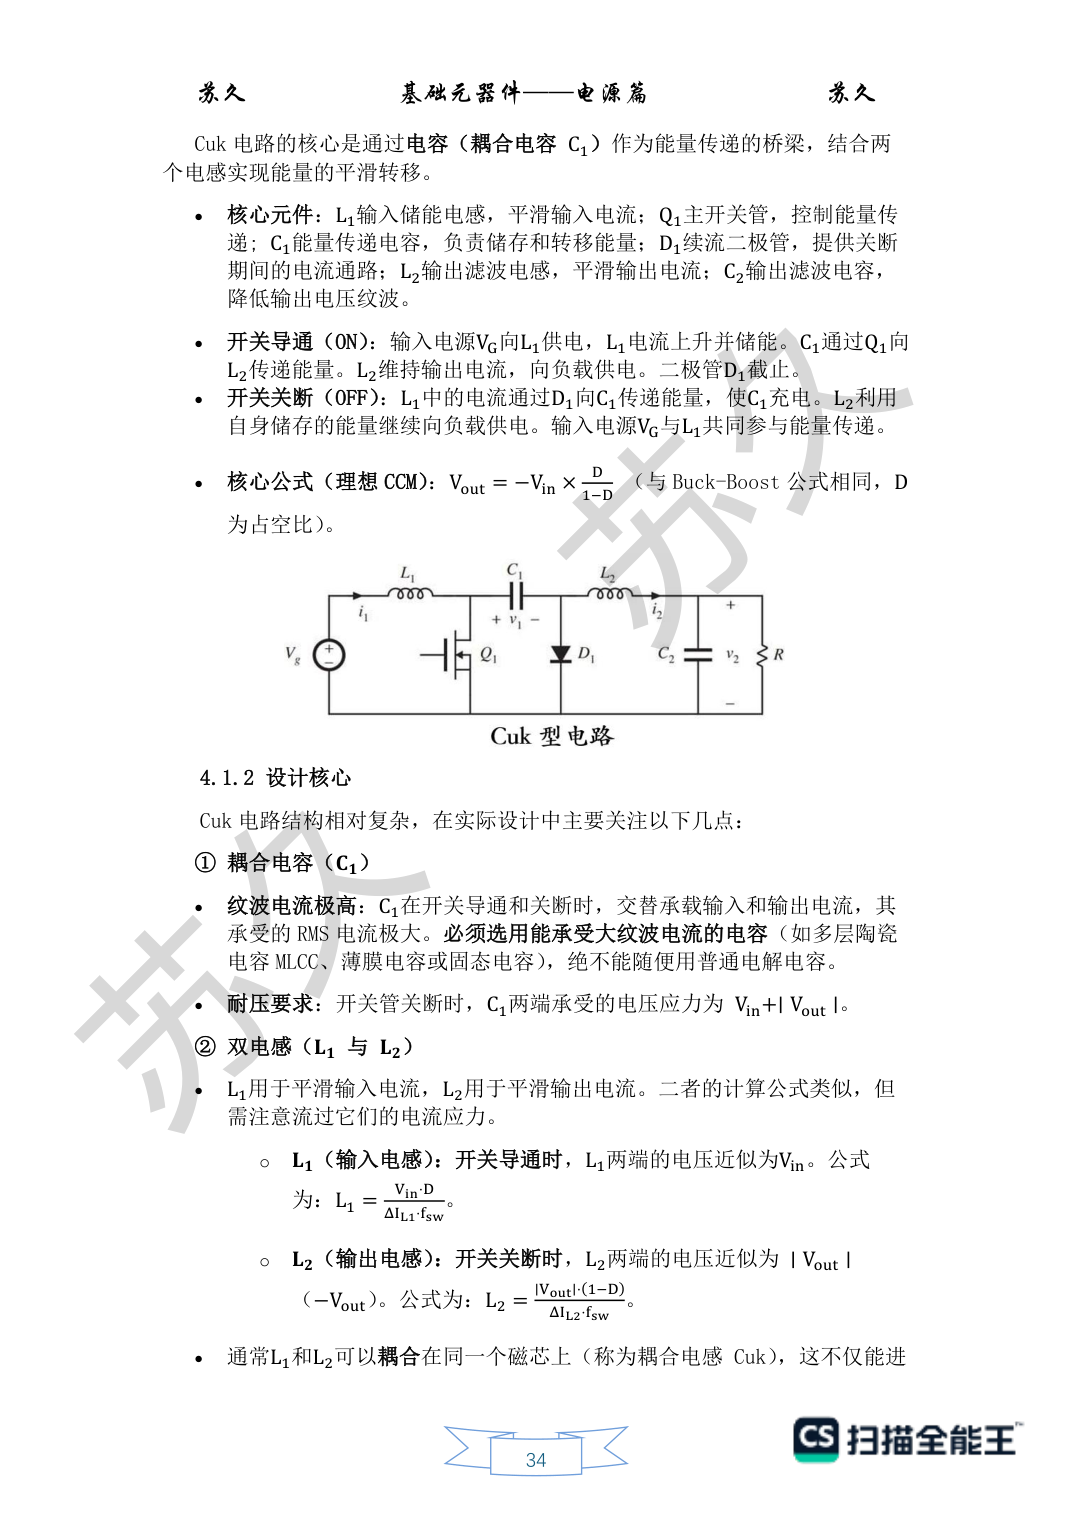 苏久 基础元器件——电源篇 苏久
Cuk 电路的核心是通过电容（耦合电容 C₁）作为能量传递的桥梁，结合两
个电感实现能量的平滑转移。
• 核心元件：L₁输入储能电感，平滑输入电流；Q₁主开关管，控制能量传
递；C₁能量传递电容，负责储存和转移能量；D₁续流二极管，提供关断
期间的电流通路；L₂输出滤波电感，平滑输出电流；C₂输出滤波电容，
降低输出电压纹波。
• 开关导通（ON）：输入电源V_G向L₁供电，L₁电流上升并储能。C₁通过Q₁向
L₂传递能量。L₂维持输出电流，向负载供电。二极管D₁截止。
• 开关关断（OFF）：L₁中的电流通过D₁向C₁传递能量，使C₁充电。L₂利用
自身储存的能量继续向负载供电。输入电源V_G与L₁共同参与能量传递。
• 核心公式（理想 CCM）：V_out = −V_in × D/(1−D) （与 Buck-Boost 公式相同，D
为占空比）。
L₁ C₁ L₂
i₁ + v₁ − i₂ +
V_g + − Q₁ D₁ C₂ v₂ R
−
Cuk 型电路
4.1.2 设计核心
Cuk 电路结构相对复杂，在实际设计中主要关注以下几点：
① 耦合电容（C₁）
• 纹波电流极高：C₁在开关导通和关断时，交替承载输入和输出电流，其
承受的 RMS 电流极大。必须选用能承受大纹波电流的电容（如多层陶瓷
电容 MLCC、薄膜电容或固态电容），绝不能随便用普通电解电容。
• 耐压要求：开关管关断时，C₁两端承受的电压应力为 V_in+| V_out |。
② 双电感（L₁ 与 L₂）
• L₁用于平滑输入电流，L₂用于平滑输出电流。二者的计算公式类似，但
需注意流过它们的电流应力。
o L₁（输入电感）：开关导通时，L₁两端的电压近似为V_in。公式
为：L₁ = V_in·D/(ΔI_L1·f_sw)。
o L₂（输出电感）：开关关断时，L₂两端的电压近似为 | V_out |
（−V_out）。公式为：L₂ = |V_out|·(1−D)/(ΔI_L2·f_sw)。
• 通常L₁和L₂可以耦合在同一个磁芯上（称为耦合电感 Cuk），这不仅能进
34
CS 扫描全能王™
苏久
苏久